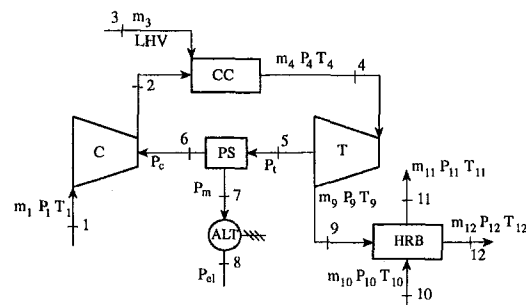 3 m3
LHV
CC
m4 P4 T4 4
2
C
6
Pc
PS
5
Pt
T
m11 P11 T11
11
Pm
7
m9 P9 T9
m1 P1 T1
1
ALT
9
HRB
m12 P12 T12
12
8
Pel
m10 P10 T10
10